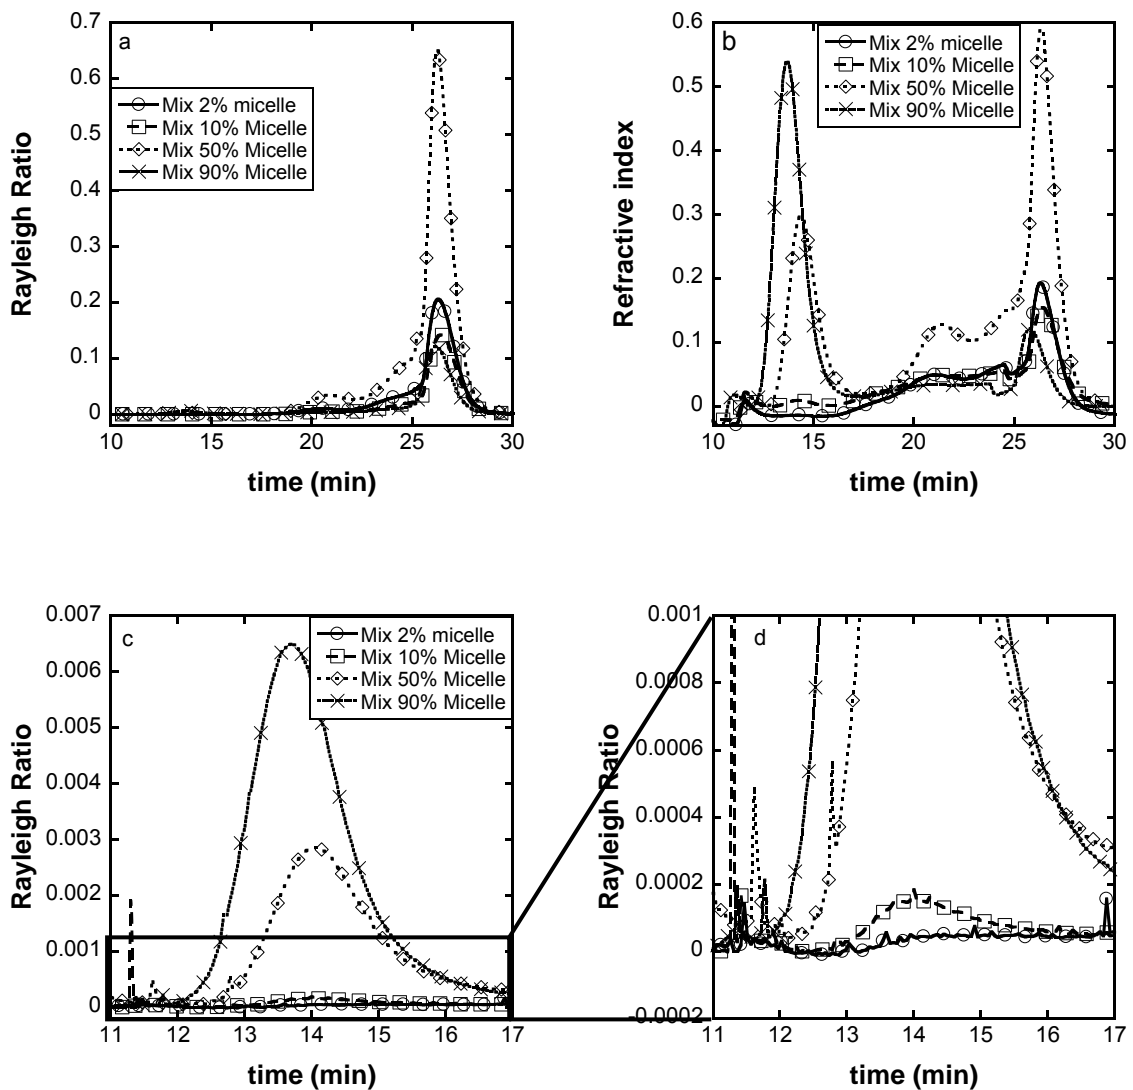 a
0.7
0.6
0.5
0.4
0.3
0.2
0.1
0
Rayleigh Ratio
Mix 2% micelle
Mix 10% Micelle
Mix 50% Micelle
Mix 90% Micelle
10 15 20 25 30
time (min)
b
0.6
0.5
0.4
0.3
0.2
0.1
0
Refractive index
Mix 2% micelle
Mix 10% Micelle
Mix 50% Micelle
Mix 90% Micelle
10 15 20 25 30
time (min)
c
0.007
0.006
0.005
0.004
0.003
0.002
0.001
0
Rayleigh Ratio
Mix 2% micelle
Mix 10% Micelle
Mix 50% Micelle
Mix 90% Micelle
11 12 13 14 15 16 17
time (min)
d
0.001
0.0008
0.0006
0.0004
0.0002
0
-0.0002
Rayleigh Ratio
11 12 13 14 15 16 17
time (min)